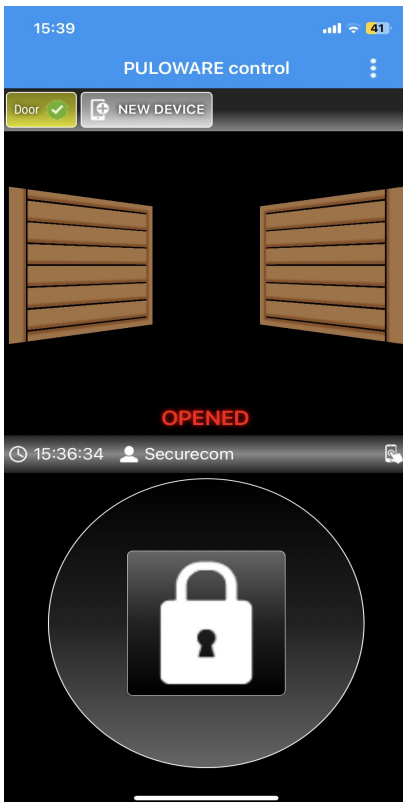 15:39
41
PULOWARE control
Door
NEW DEVICE
OPENED
15:36:34 Securecom